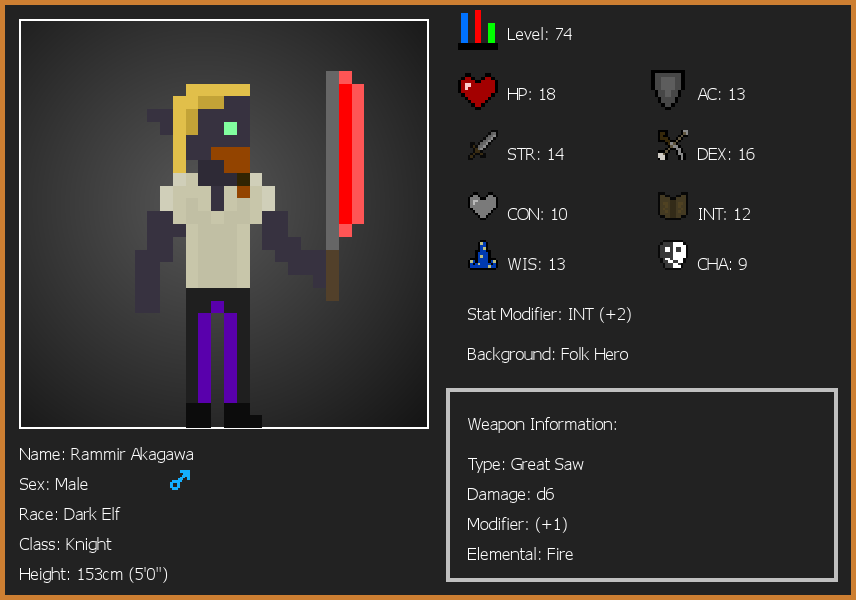 Level: 74
HP: 18
AC: 13
STR: 14
DEX: 16
CON: 10
INT: 12
WIS: 13
CHA: 9
Stat Modifier: INT (+2)
Background: Folk Hero
Weapon Information:
Type: Great Saw
Damage: d6
Modifier: (+1)
Elemental: Fire
Name: Rammir Akagawa
Sex: Male
Race: Dark Elf
Class: Knight
Height: 153cm (5'0")